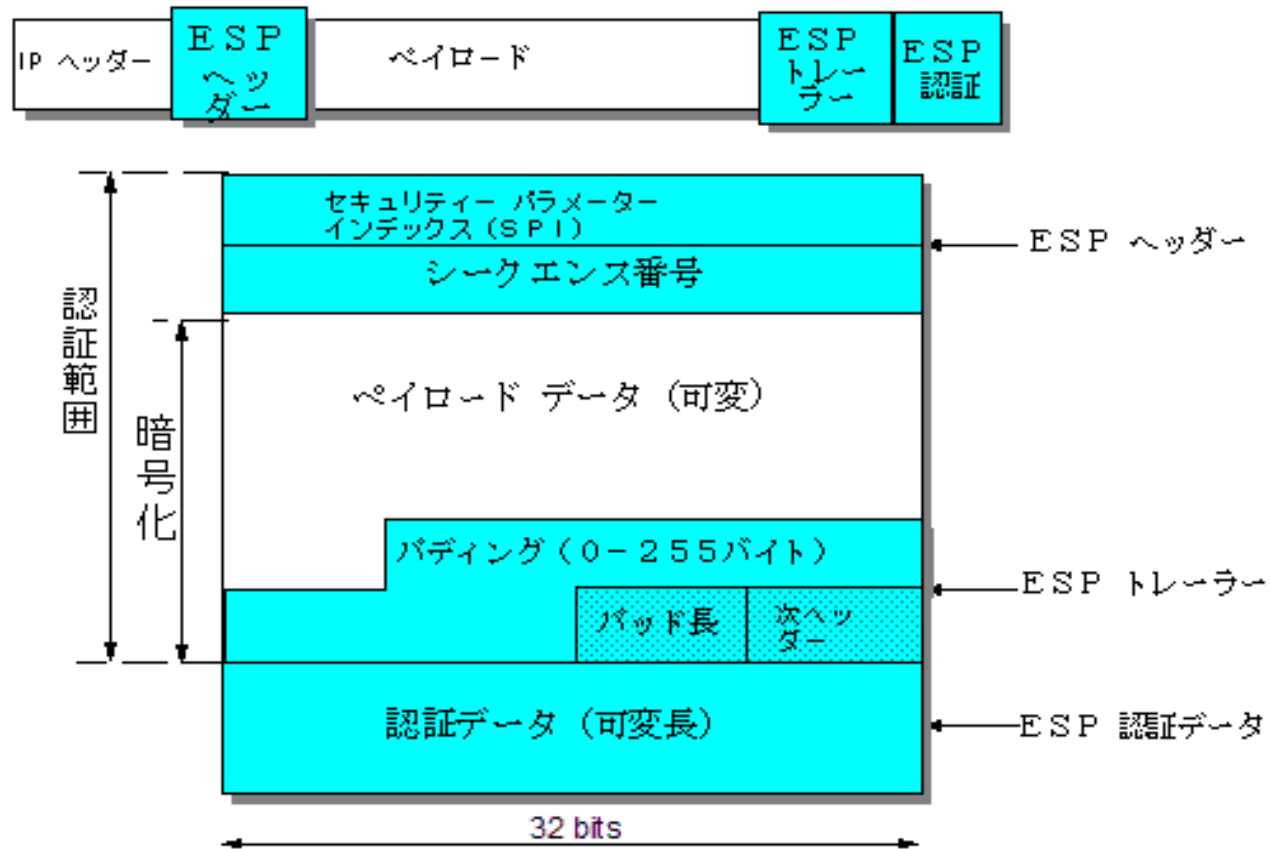 IP ヘッダー
ＥＳＰ
ヘッ
ダー
ペイロード
ＥＳＰ
トレー
ラー
ＥＳＰ
認証
セキュリティー パラメーター
インデックス（ＳＰＩ）
ＥＳＰ ヘッダー
シークエンス番号
認証範囲
暗号化
ペイロード データ（可変）
パディング（０－２５５バイト）
ＥＳＰ トレーラー
パッド長
次ヘッ
ダー
認証データ（可変長）
ＥＳＰ 認証データ
32 bits